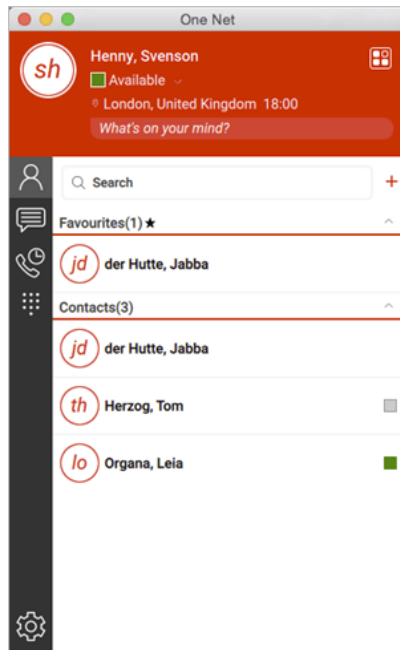 One Net
sh
Henny, Svenson
Available
London, United Kingdom 18:00
What's on your mind?
Search
Favourites(1)★
jd
der Hutte, Jabba
Contacts(3)
jd
der Hutte, Jabba
th
Herzog, Tom
lo
Organa, Leia